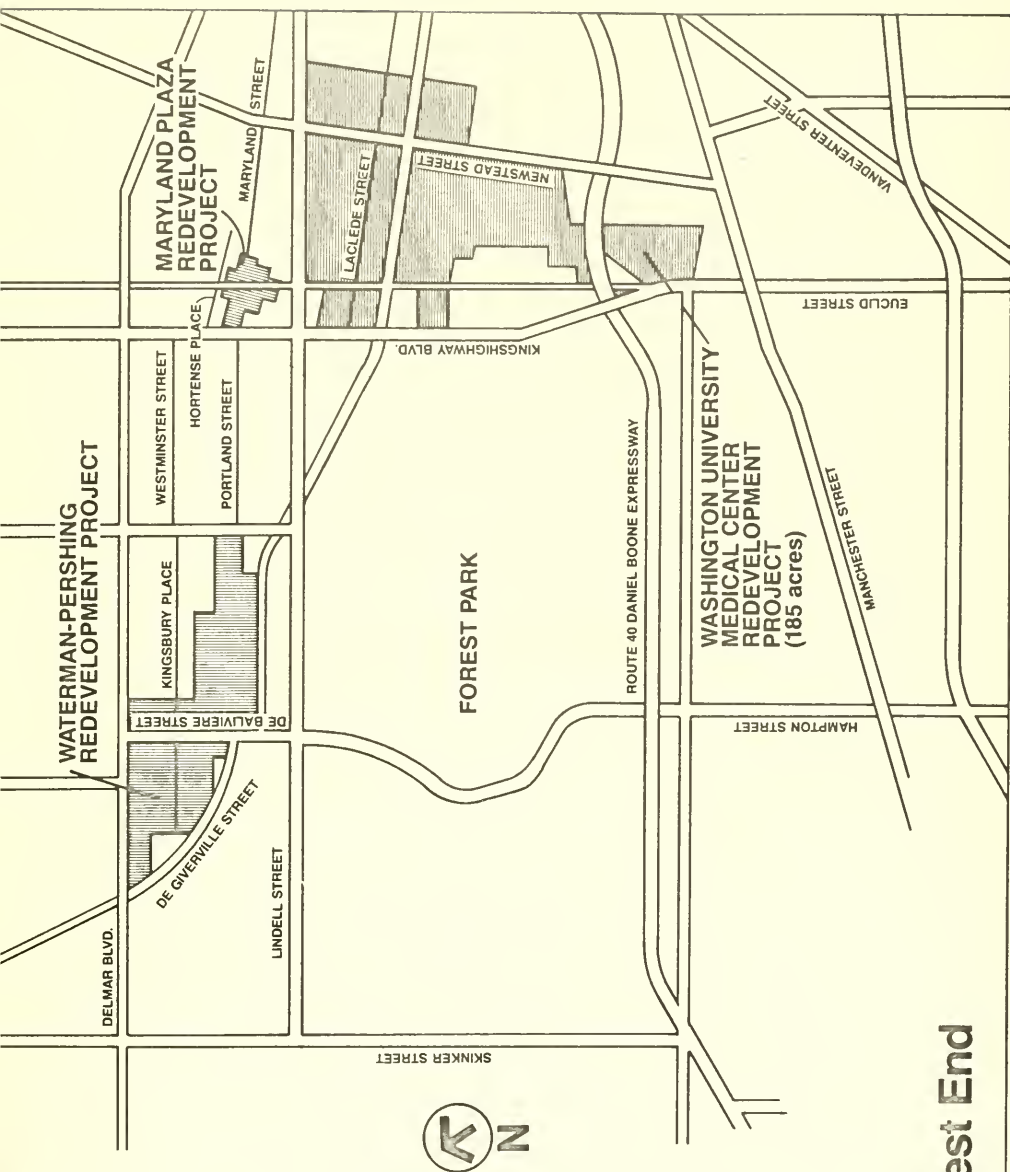 WATERMAN-PERSHING
REDEVELOPMENT PROJECT
MARYLAND PLAZA
REDEVELOPMENT
PROJECT
MARYLAND STREET
HORTENSE PLACE
WESTMINSTER STREET
PORTLAND STREET
KINGSBURY PLACE
DE BALIVIERE STREET
DE GIVERVILLE STREET
DELMAR BLVD.
LINDELL STREET
LACLEDE STREET
NEWSTEAD STREET
KINGSHIGHWAY BLVD.
VANDEVENTER STREET
EUCLID STREET
FOREST PARK
ROUTE 40 DANIEL BOONE EXPRESSWAY
WASHINGTON UNIVERSITY
MEDICAL CENTER
REDEVELOPMENT
PROJECT
(185 acres)
MANCHESTER STREET
HAMPTON STREET
SKINKER STREET
N
est End